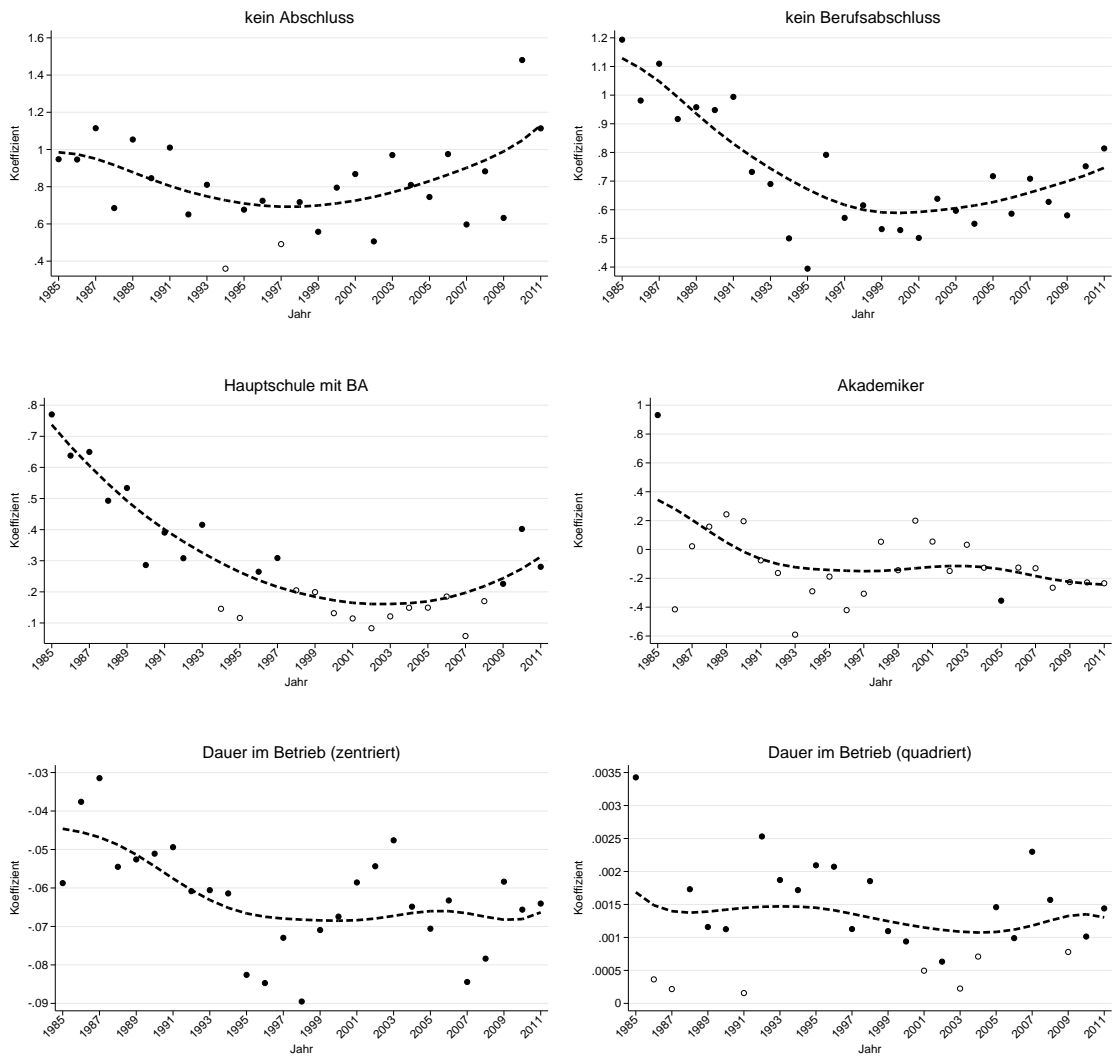 kein Abschluss
Koeffizient
1.6
1.4
1.2
1
.8
.6
.4
1985 1987 1989 1991 1993 1995 1997 1999 2001 2003 2005 2007 2009 2011
Jahr
kein Berufsabschluss
Koeffizient
1.2
1.1
1
.9
.8
.7
.6
.5
.4
1985 1987 1989 1991 1993 1995 1997 1999 2001 2003 2005 2007 2009 2011
Jahr
Hauptschule mit BA
Koeffizient
.8
.7
.6
.5
.4
.3
.2
.1
1985 1987 1989 1991 1993 1995 1997 1999 2001 2003 2005 2007 2009 2011
Jahr
Akademiker
Koeffizient
1
.8
.6
.4
.2
0
-.2
-.4
-.6
1985 1987 1989 1991 1993 1995 1997 1999 2001 2003 2005 2007 2009 2011
Jahr
Dauer im Betrieb (zentriert)
Koeffizient
-.03
-.04
-.05
-.06
-.07
-.08
-.09
1985 1987 1989 1991 1993 1995 1997 1999 2001 2003 2005 2007 2009 2011
Jahr
Dauer im Betrieb (quadriert)
Koeffizient
.0035
.003
.0025
.002
.0015
.001
.0005
0
1985 1987 1989 1991 1993 1995 1997 1999 2001 2003 2005 2007 2009 2011
Jahr